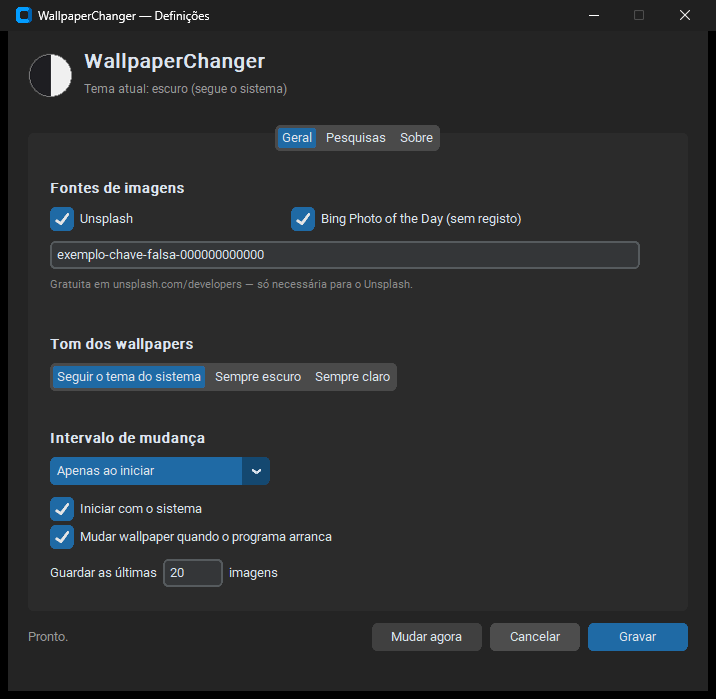 WallpaperChanger — Definições
WallpaperChanger
Tema atual: escuro (segue o sistema)
Geral Pesquisas Sobre
Fontes de imagens
Unsplash Bing Photo of the Day (sem registo)
exemplo-chave-falsa-000000000000
Gratuita em unsplash.com/developers — só necessária para o Unsplash.
Tom dos wallpapers
Seguir o tema do sistema Sempre escuro Sempre claro
Intervalo de mudança
Apenas ao iniciar
Iniciar com o sistema
Mudar wallpaper quando o programa arranca
Guardar as últimas 20 imagens
Pronto. Mudar agora Cancelar Gravar